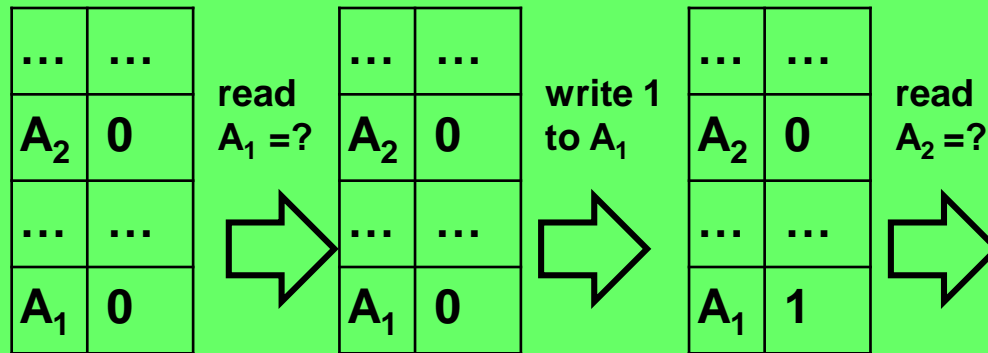 … …
A₂ 0
… …
A₁ 0
read
A₁ =?
… …
A₂ 0
… …
A₁ 0
write 1
to A₁
… …
A₂ 0
… …
A₁ 1
read
A₂ =?